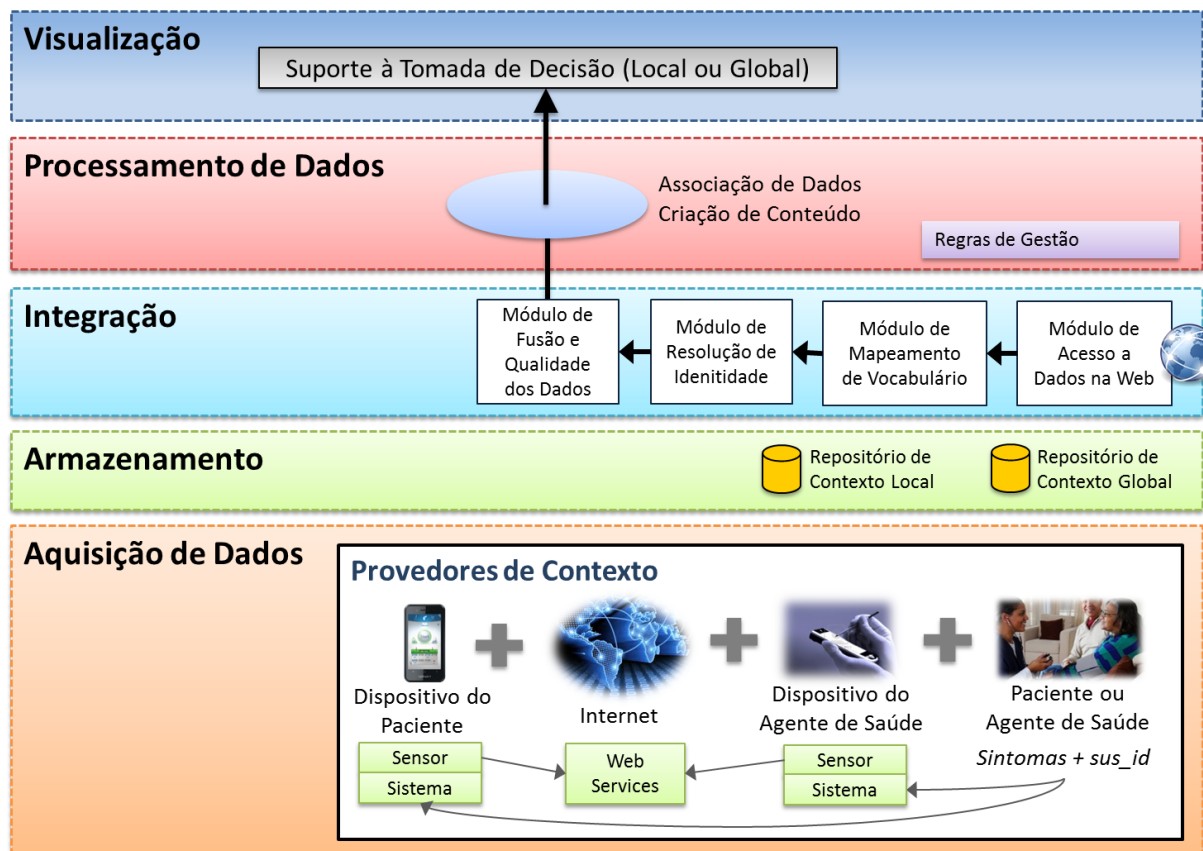 Visualização
Suporte à Tomada de Decisão (Local ou Global)
Processamento de Dados
Associação de Dados
Criação de Conteúdo
Regras de Gestão
Integração
Módulo de
Fusão e
Qualidade
dos Dados
Módulo de
Resolução de
Idenitidade
Módulo de
Mapeamento
de Vocabulário
Módulo de
Acesso a
Dados na Web
Armazenamento
Repositório de
Contexto Local
Repositório de
Contexto Global
Aquisição de Dados
Provedores de Contexto
Dispositivo do
Paciente
Internet
Dispositivo do
Agente de Saúde
Paciente ou
Agente de Saúde
Sintomas + sus_id
Sensor
Sistema
Web
Services
Sensor
Sistema